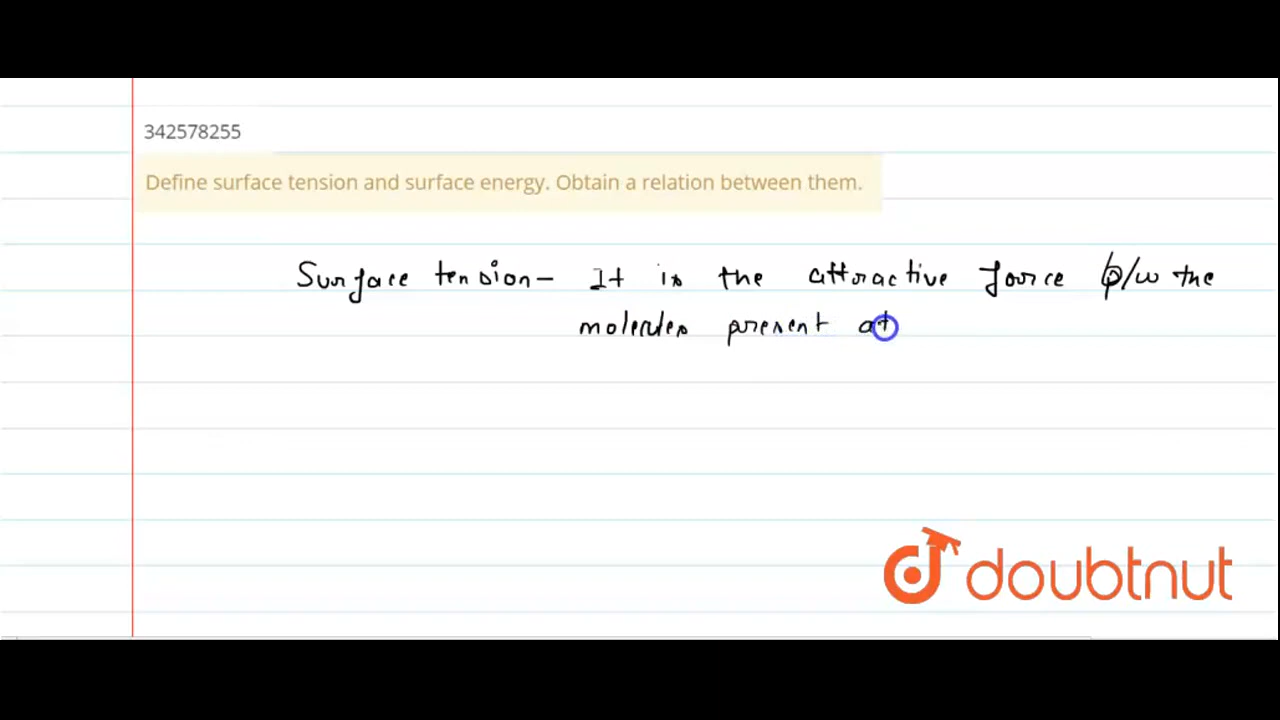 342578255
Define surface tension and surface energy. Obtain a relation between them.
Surface tension – It is the attractive force b/w the
molecules present at
doubtnut